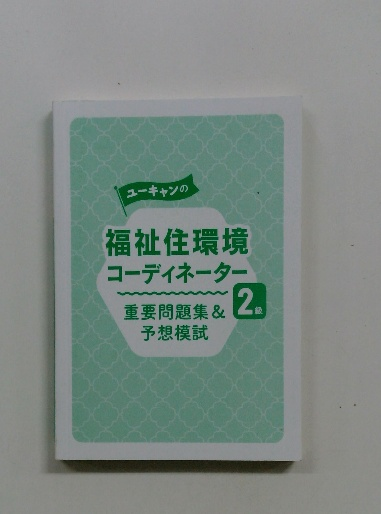 ユーキャンの
福祉住環境
コーディネーター
2級
重要問題集&
予想模試